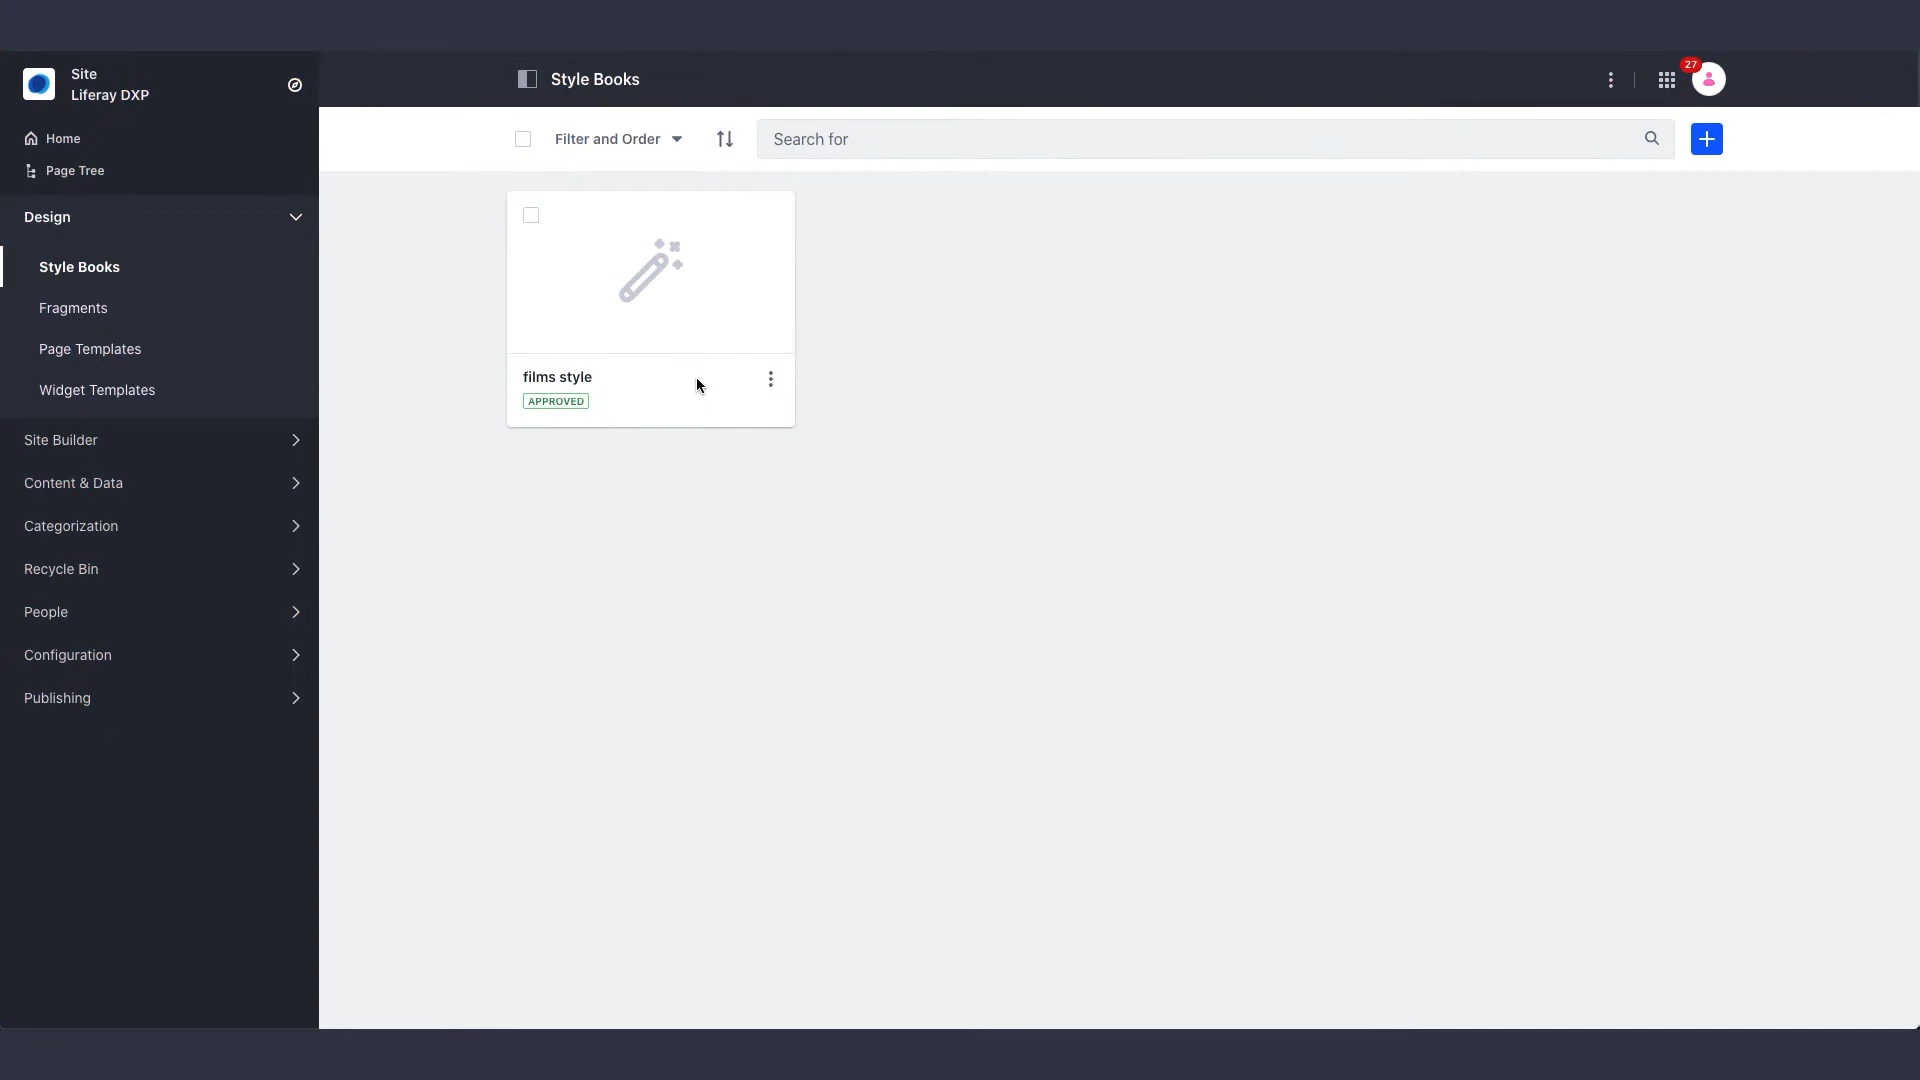 Site
Liferay DXP
Home
Page Tree
Design
Style Books
Fragments
Page Templates
Widget Templates
Site Builder
Content & Data
Categorization
Recycle Bin
People
Configuration
Publishing
Style Books
27
Filter and Order
Search for
films style
APPROVED